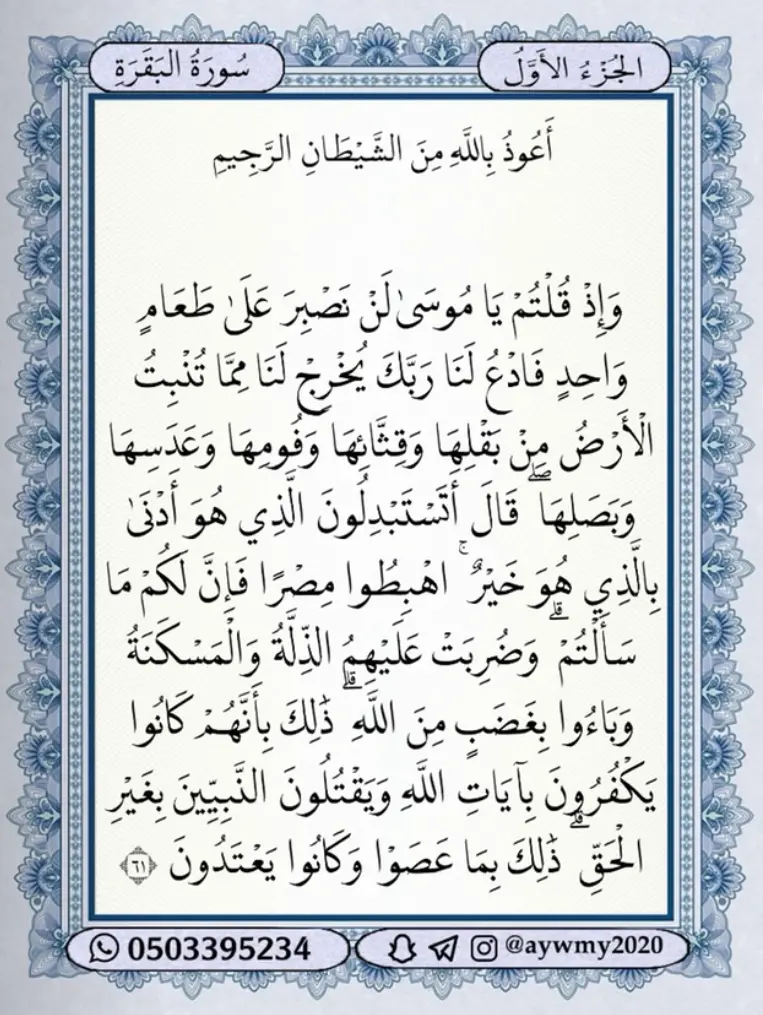 سُورَةُ البَقَرَةِ
الجُزْءُ الأَوَّلُ
أَعُوذُ بِاللَّهِ مِنَ الشَّيْطَانِ الرَّجِيمِ
وَإِذْ قُلْتُمْ يَا مُوسَىٰ لَنْ نَصْبِرَ عَلَىٰ طَعَامٍ
وَاحِدٍ فَادْعُ لَنَا رَبَّكَ يُخْرِجْ لَنَا مِمَّا تُنْبِتُ
الْأَرْضُ مِنْ بَقْلِهَا وَقِثَّائِهَا وَفُومِهَا وَعَدَسِهَا
وَبَصَلِهَا ۖ قَالَ أَتَسْتَبْدِلُونَ الَّذِي هُوَ أَدْنَىٰ
بِالَّذِي هُوَ خَيْرٌ ۚ اهْبِطُوا مِصْرًا فَإِنَّ لَكُمْ مَا
سَأَلْتُمْ ۗ وَضُرِبَتْ عَلَيْهِمُ الذِّلَّةُ وَالْمَسْكَنَةُ
وَبَاءُوا بِغَضَبٍ مِنَ اللَّهِ ۗ ذَٰلِكَ بِأَنَّهُمْ كَانُوا
يَكْفُرُونَ بِآيَاتِ اللَّهِ وَيَقْتُلُونَ النَّبِيِّينَ بِغَيْرِ
الْحَقِّ ۗ ذَٰلِكَ بِمَا عَصَوْا وَكَانُوا يَعْتَدُونَ ﴿٦١﴾
0503395234
@aywmy2020